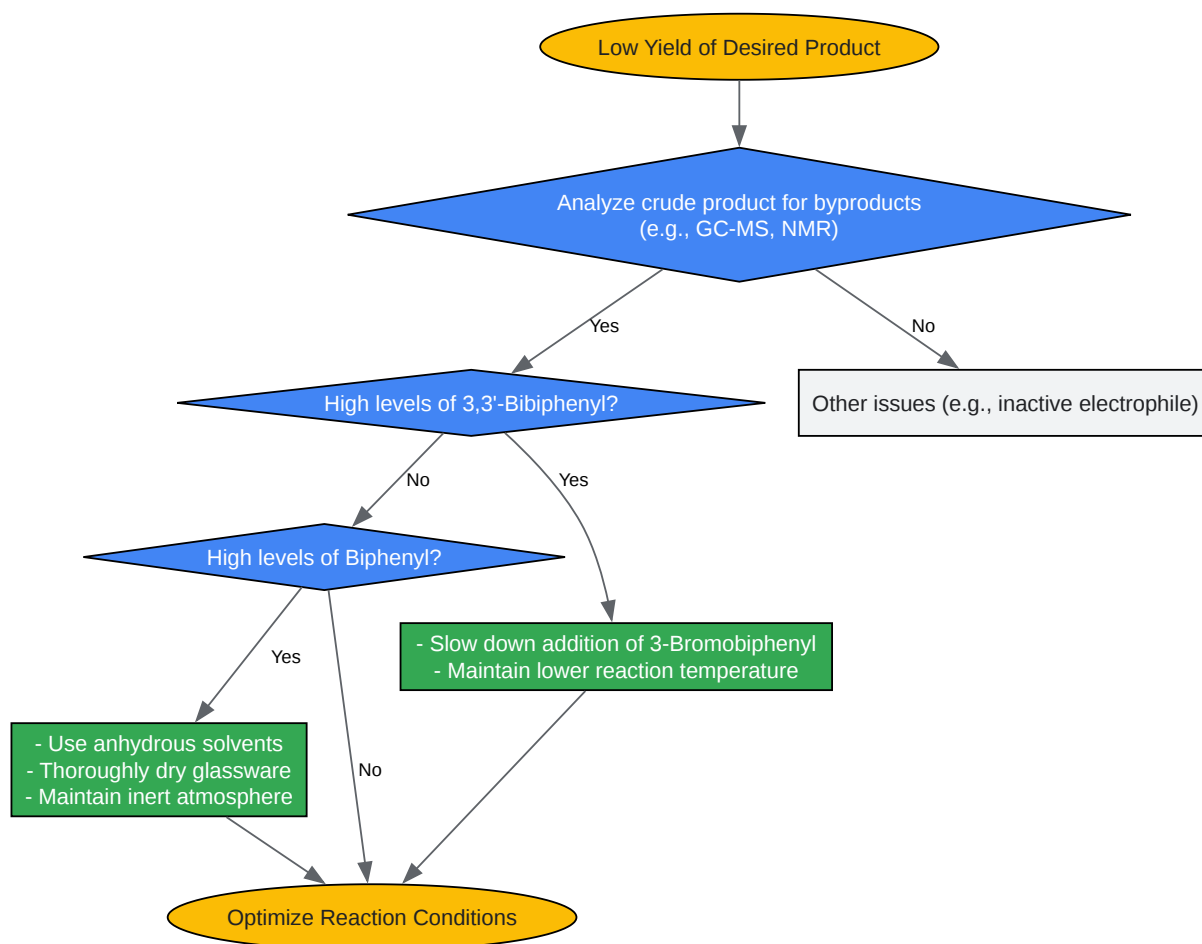 Low Yield of Desired Product
Analyze crude product for byproducts
(e.g., GC-MS, NMR)
Yes
No
High levels of 3,3'-Bibiphenyl?
Other issues (e.g., inactive electrophile)
No
Yes
High levels of Biphenyl?
- Slow down addition of 3-Bromobiphenyl
- Maintain lower reaction temperature
Yes
- Use anhydrous solvents
- Thoroughly dry glassware
- Maintain inert atmosphere
No
Optimize Reaction Conditions